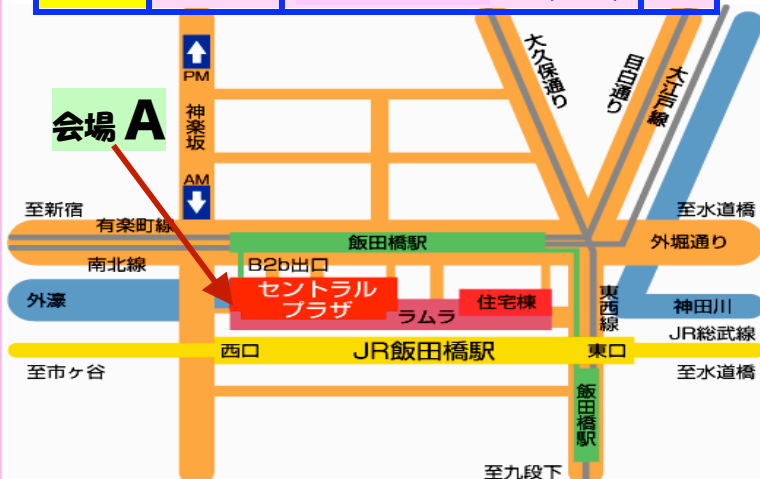 PM
神楽坂
AM
会場 A
大久保通り
目白通り
大江戸線
至新宿
有楽町線
至水道橋
飯田橋駅
外堀通り
南北線
B2b出口
外濠
セントラル
プラザ
ラムラ
住宅棟
東西線
神田川
JR総武線
西口
JR飯田橋駅
東口
至市ヶ谷
至水道橋
飯田橋駅
至九段下